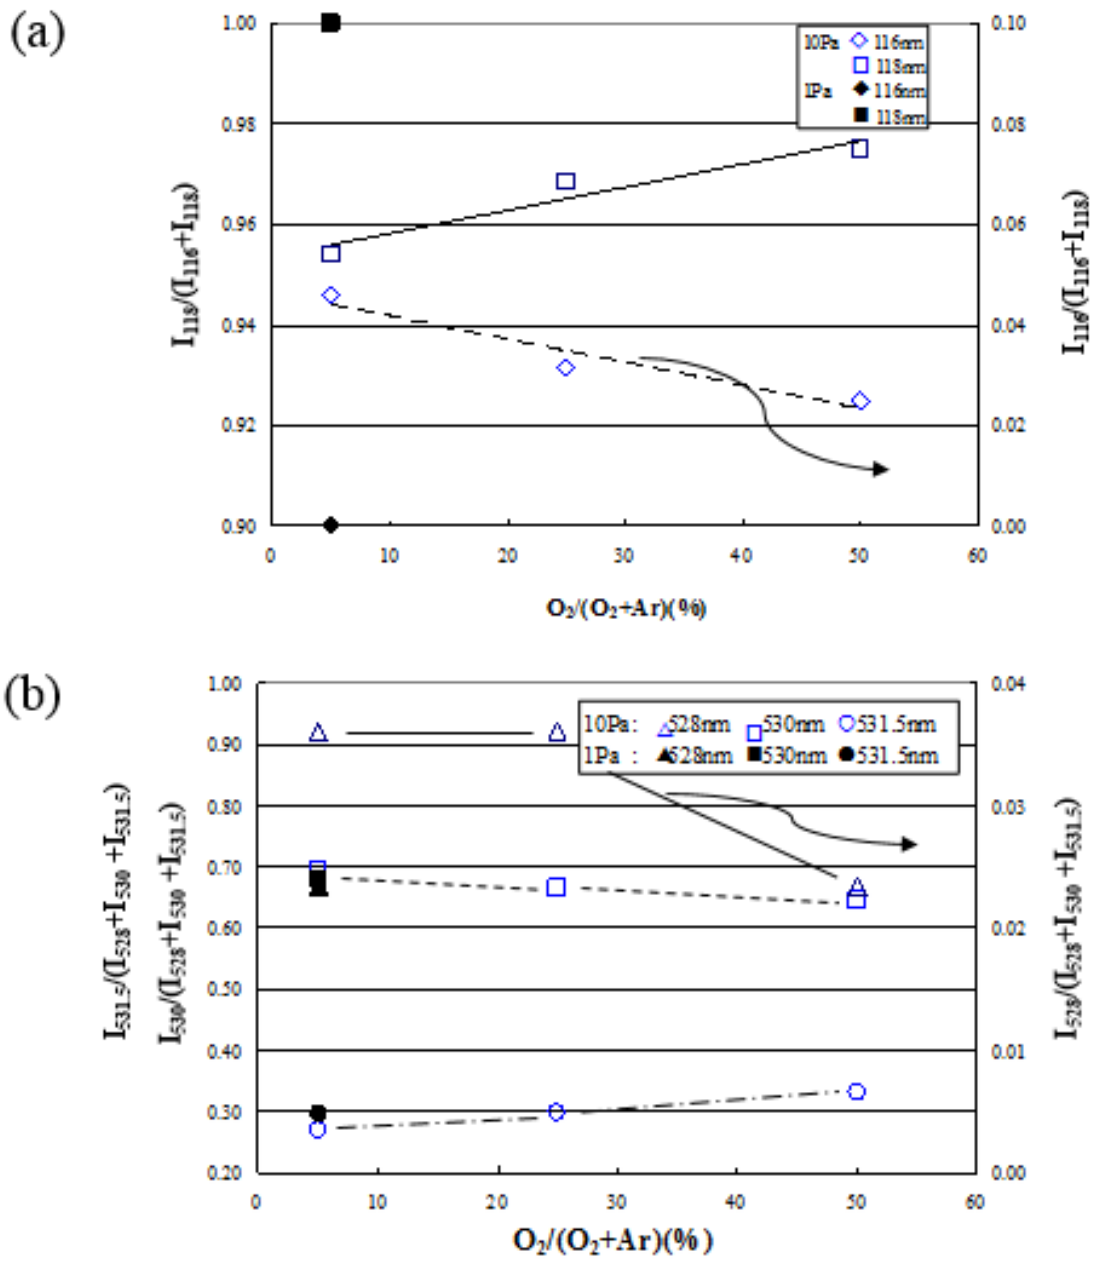 (a)
1.00
0.98
0.96
0.94
0.92
0.90
I118/(I116+I118)
0.10
0.08
0.06
0.04
0.02
0.00
I116/(I116+I118)
10Pa 116nm
118nm
1Pa 116nm
118nm
0 10 20 30 40 50 60
O2/(O2+Ar)(%)
(b)
1.00
0.90
0.80
0.70
0.60
0.50
0.40
0.30
0.20
I531.5/(I528+I530 +I531.5)
I530/(I528+I530 +I531.5)
0.04
0.03
0.02
0.01
0.00
I528/(I528+I530 +I531.5)
10Pa: 528nm 530nm 531.5nm
1Pa : 528nm 530nm 531.5nm
0 10 20 30 40 50 60
O2/(O2+Ar)(%)